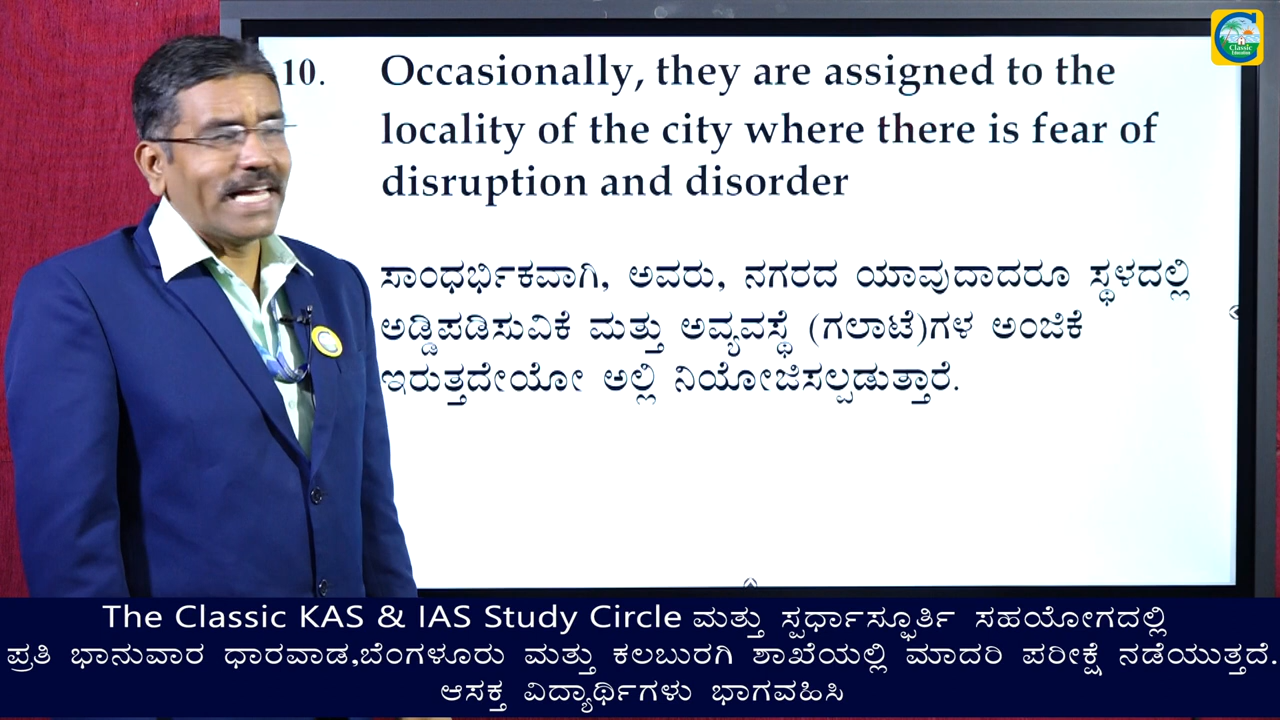 10. Occasionally, they are assigned to the
locality of the city where there is fear of
disruption and disorder
ಸಾಂಧರ್ಭಿಕವಾಗಿ, ಅವರು, ನಗರದ ಯಾವುದಾದರೂ ಸ್ಥಳದಲ್ಲಿ
ಅಡ್ಡಿಪಡಿಸುವಿಕೆ ಮತ್ತು ಅವ್ಯವಸ್ಥೆ (ಗಲಾಟೆ)ಗಳ ಅಂಜಿಕೆ
ಇರುತ್ತದೇಯೋ ಅಲ್ಲಿ ನಿಯೋಜಿಸಲ್ಪಡುತ್ತಾರೆ.
Classic
Education
The Classic KAS & IAS Study Circle ಮತ್ತು ಸ್ಪರ್ಧಾಸ್ಫೂರ್ತಿ ಸಹಯೋಗದಲ್ಲಿ
ಪ್ರತಿ ಭಾನುವಾರ ಧಾರವಾಡ,ಬೆಂಗಳೂರು ಮತ್ತು ಕಲಬುರಗಿ ಶಾಖೆಯಲ್ಲಿ ಮಾದರಿ ಪರೀಕ್ಷೆ ನಡೆಯುತ್ತದೆ.
ಆಸಕ್ತ ವಿದ್ಯಾರ್ಥಿಗಳು ಭಾಗವಹಿಸಿ